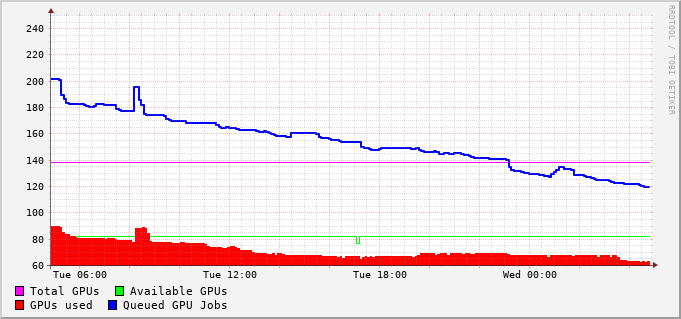 RRDTOOL / TOBI OETIKER
240
220
200
180
160
140
120
100
80
60
Tue 06:00 Tue 12:00 Tue 18:00 Wed 00:00
Total GPUs Available GPUs
GPUs used Queued GPU Jobs